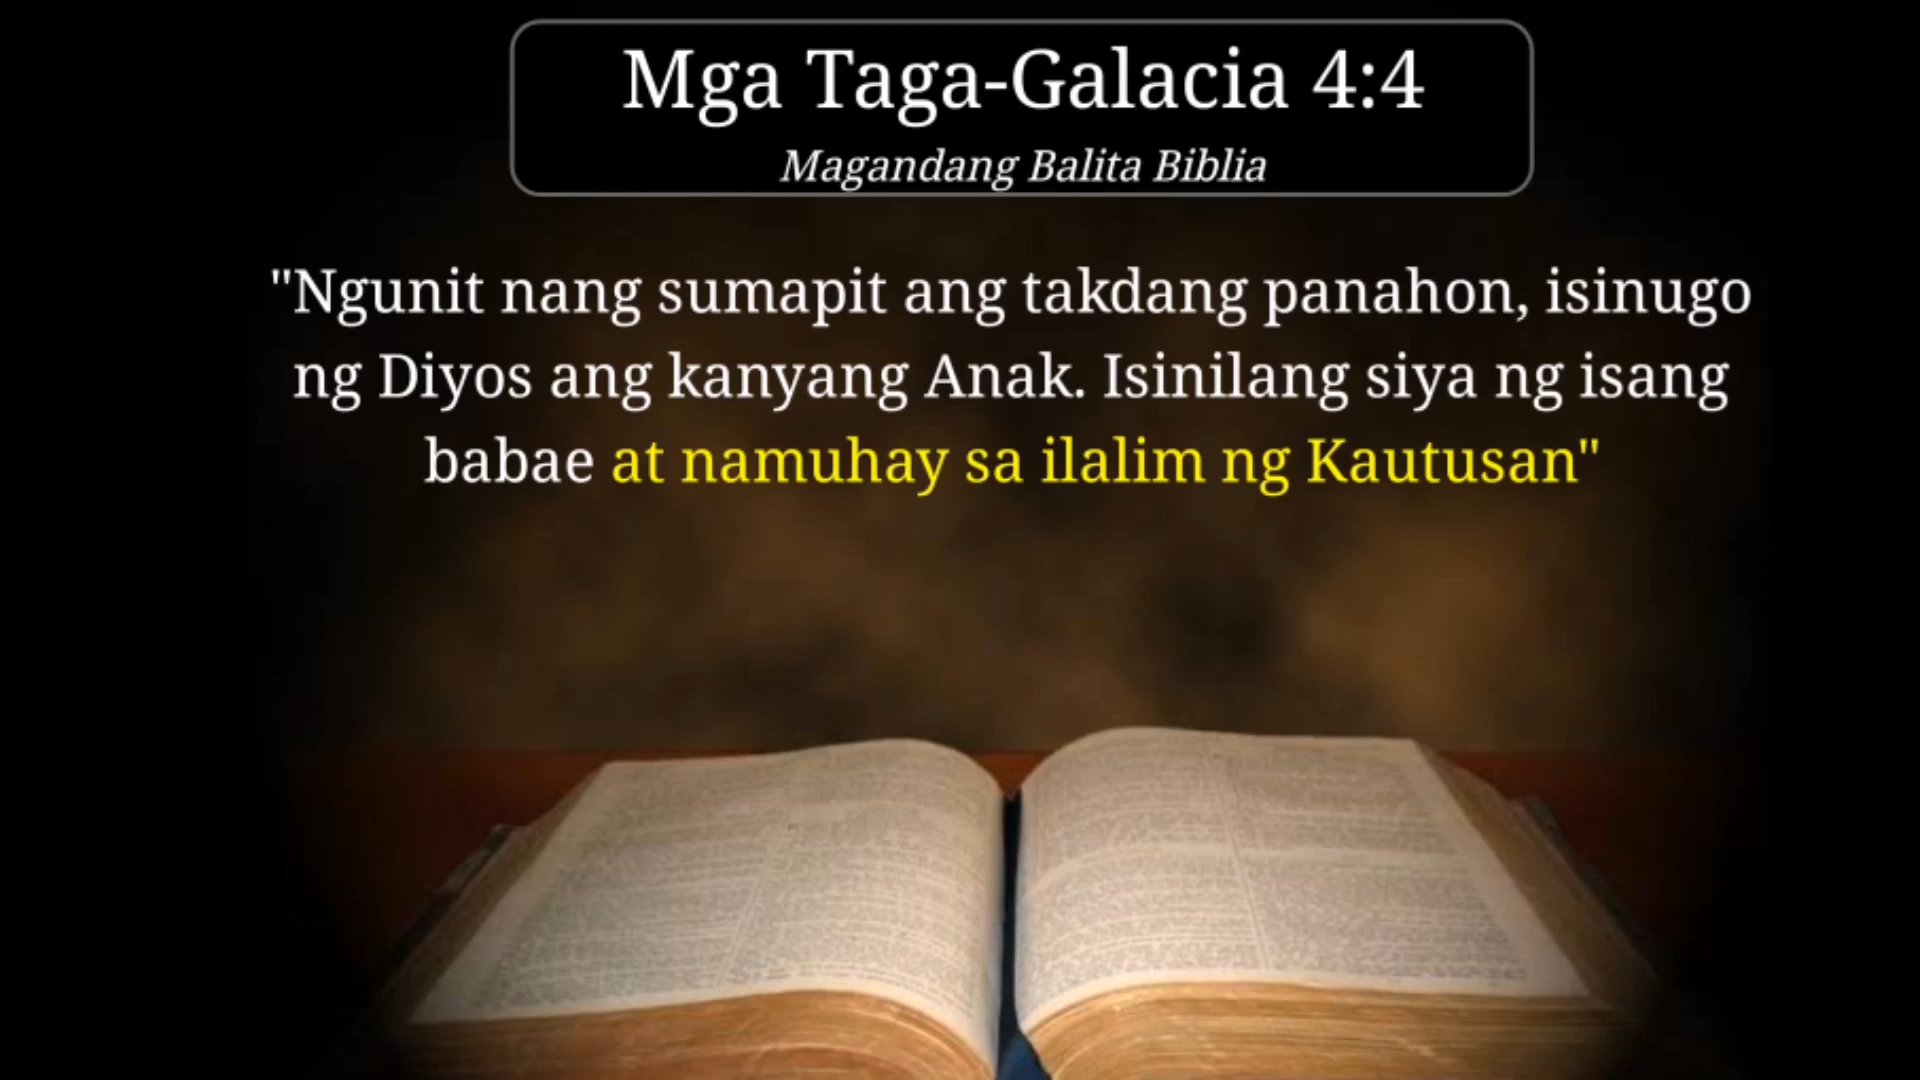 Mga Taga-Galacia 4:4
Magandang Balita Biblia
"Ngunit nang sumapit ang takdang panahon, isinugo
ng Diyos ang kanyang Anak. Isinilang siya ng isang
babae at namuhay sa ilalim ng Kautusan"